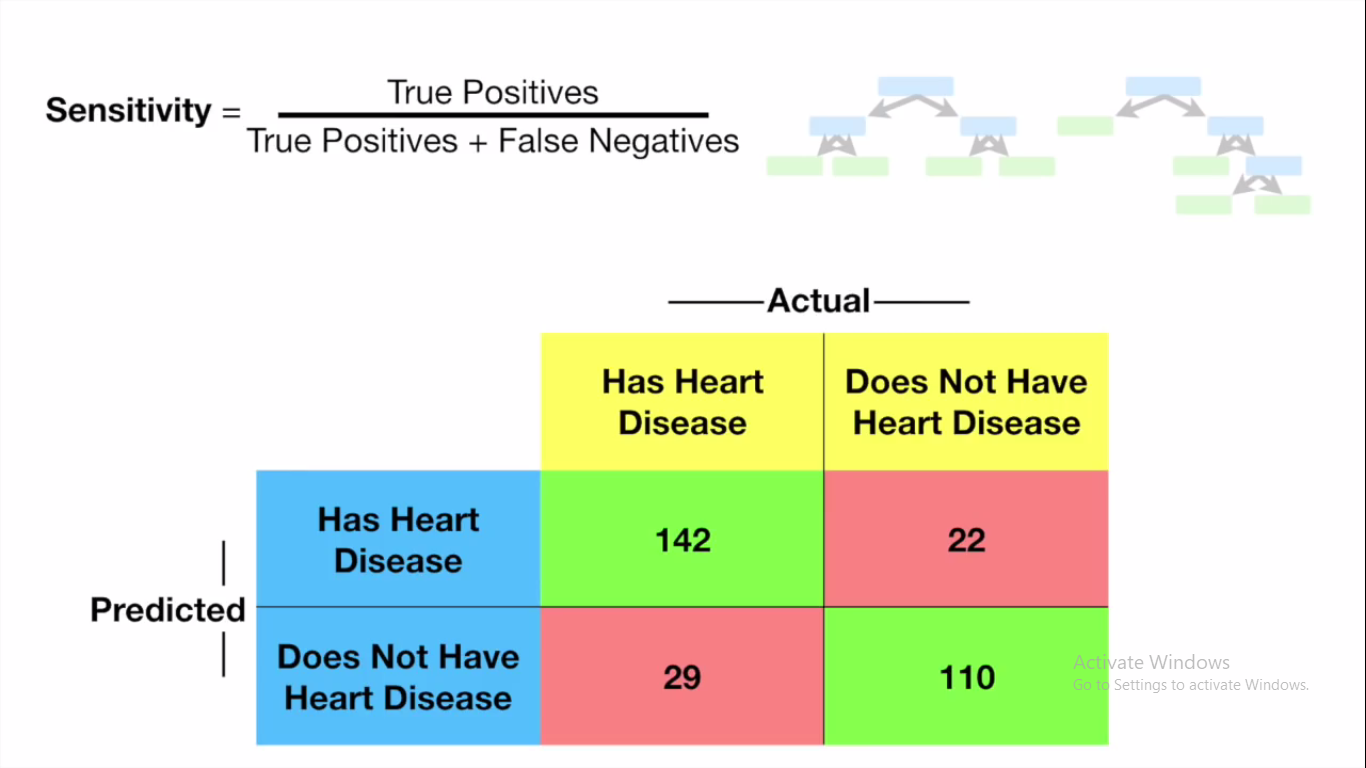 True Positives
Sensitivity =
True Positives + False Negatives
Actual
Has Heart
Disease
Does Not Have
Heart Disease
Has Heart
Disease
142
22
Predicted
Does Not Have
Heart Disease
29
110
Activate Windows
Go to Settings to activate Windows.